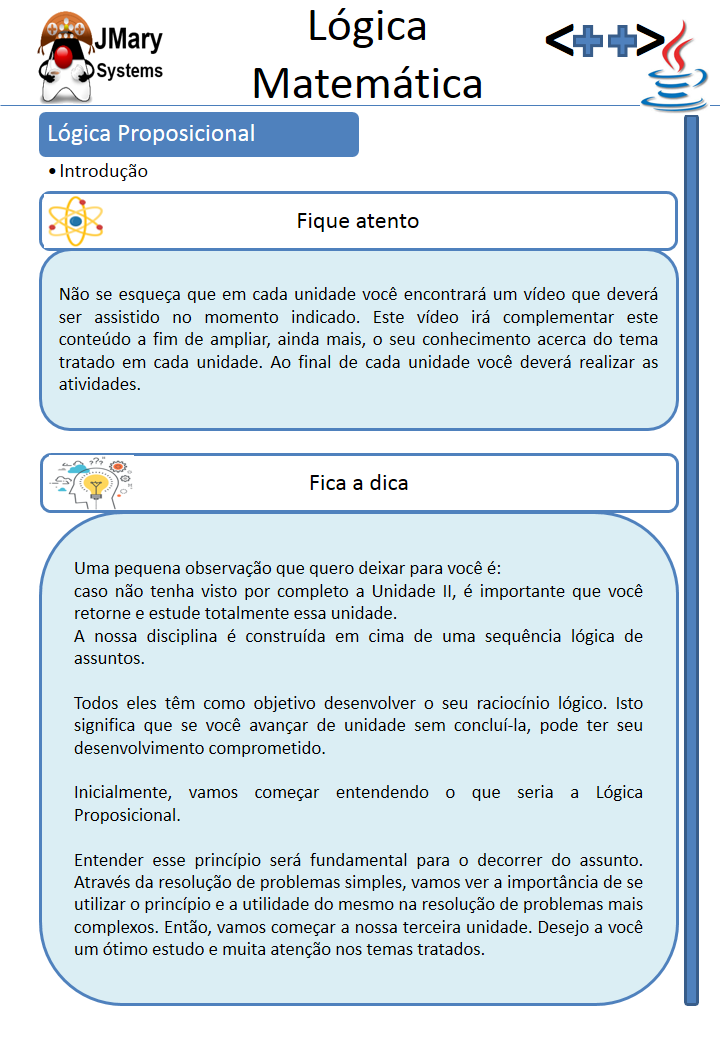 JMary
Systems
Lógica
Matemática
<++>
Lógica Proposicional
•Introdução
Fique atento
Não se esqueça que em cada unidade você encontrará um vídeo que deverá
ser assistido no momento indicado. Este vídeo irá complementar este
conteúdo a fim de ampliar, ainda mais, o seu conhecimento acerca do tema
tratado em cada unidade. Ao final de cada unidade você deverá realizar as
atividades.
Fica a dica
Uma pequena observação que quero deixar para você é:
caso não tenha visto por completo a Unidade II, é importante que você
retorne e estude totalmente essa unidade.
A nossa disciplina é construída em cima de uma sequência lógica de
assuntos.
Todos eles têm como objetivo desenvolver o seu raciocínio lógico. Isto
significa que se você avançar de unidade sem concluí-la, pode ter seu
desenvolvimento comprometido.
Inicialmente, vamos começar entendendo o que seria a Lógica
Proposicional.
Entender esse princípio será fundamental para o decorrer do assunto.
Através da resolução de problemas simples, vamos ver a importância de se
utilizar o princípio e a utilidade do mesmo na resolução de problemas mais
complexos. Então, vamos começar a nossa terceira unidade. Desejo a você
um ótimo estudo e muita atenção nos temas tratados.